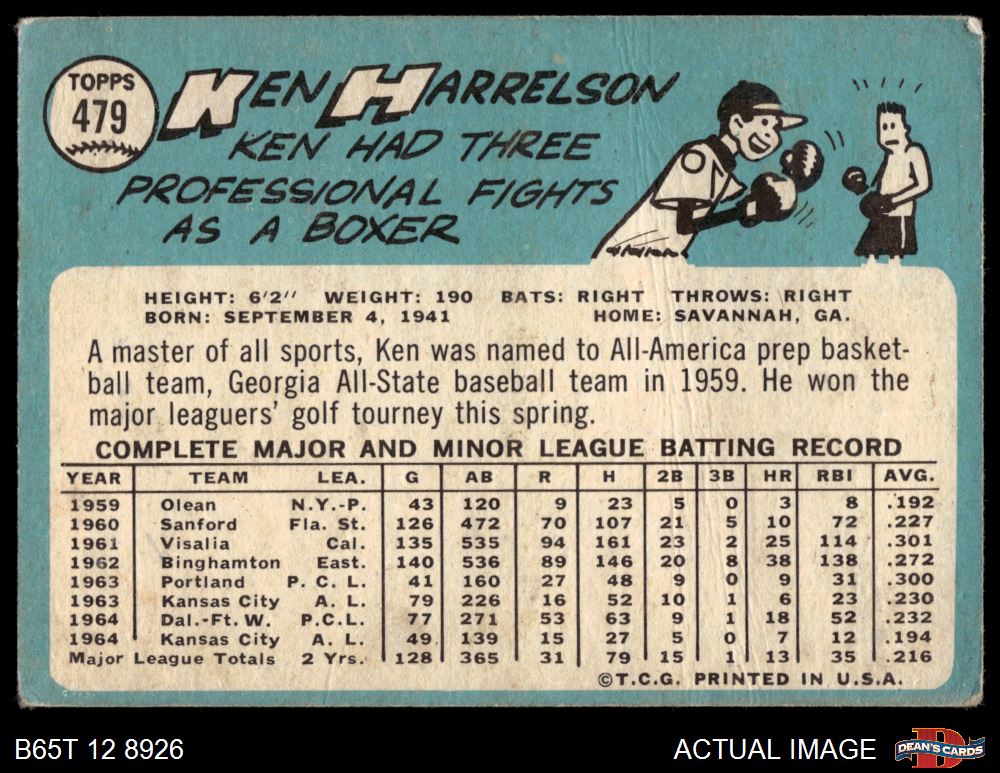 TOPPS
479
KEN HARRELSON
KEN HAD THREE
PROFESSIONAL FIGHTS
AS A BOXER
HEIGHT: 6'2" WEIGHT: 190 BATS: RIGHT THROWS: RIGHT
BORN: SEPTEMBER 4, 1941 HOME: SAVANNAH, GA.
A master of all sports, Ken was named to All-America prep basket-
ball team, Georgia All-State baseball team in 1959. He won the
major leaguers' golf tourney this spring.
COMPLETE MAJOR AND MINOR LEAGUE BATTING RECORD
YEAR TEAM LEA. G AB R H 2B 3B HR RBI AVG.
1959 Olean N.Y.-P. 43 120 9 23 5 0 3 8 .192
1960 Sanford Fla. St. 126 472 70 107 21 5 10 72 .227
1961 Visalia Cal. 135 535 94 161 23 2 25 114 .301
1962 Binghamton East. 140 536 89 146 20 8 38 138 .272
1963 Portland P. C. L. 41 160 27 48 9 0 9 31 .300
1963 Kansas City A. L. 79 226 16 52 10 1 6 23 .230
1964 Dal.-Ft. W. P.C.L. 77 271 53 63 9 1 18 52 .232
1964 Kansas City A. L. 49 139 15 27 5 0 7 12 .194
Major League Totals 2 Yrs. 128 365 31 79 15 1 13 35 .216
©T.C.G. PRINTED IN U.S.A.
B65T 12 8926 ACTUAL IMAGE DEAN'S CARDS